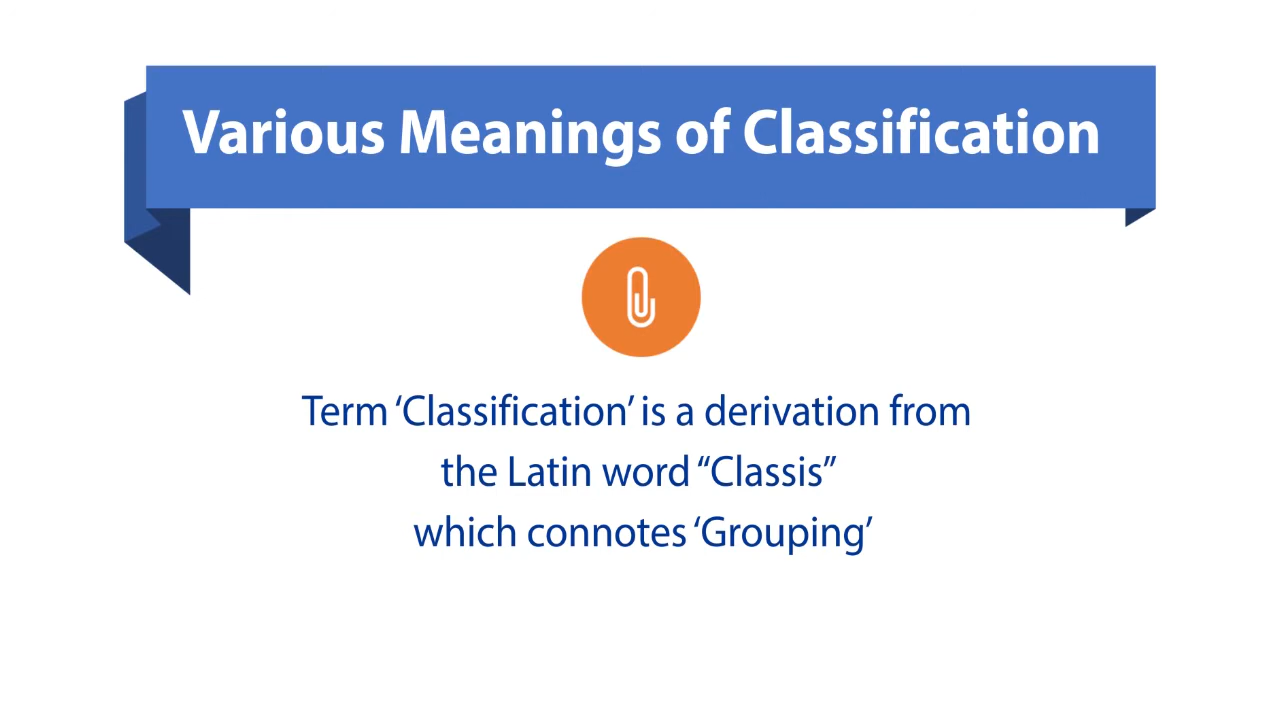 Various Meanings of Classification
Term ‘Classification’ is a derivation from
the Latin word “Classis”
which connotes ‘Grouping’